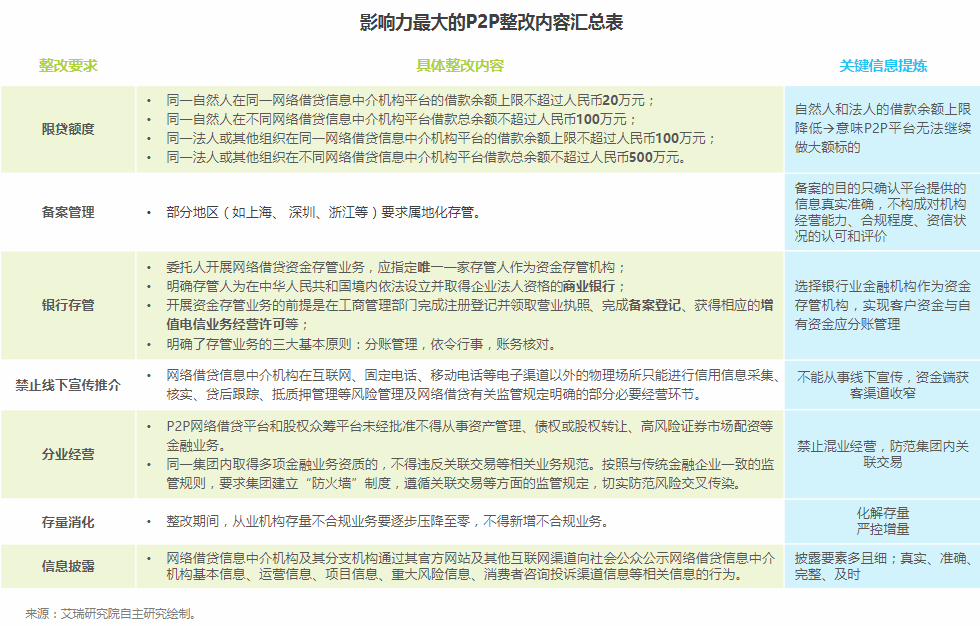 影响力最大的P2P整改内容汇总表
整改要求
具体整改内容
关键信息提炼
限贷额度
• 同一自然人在同一网络借贷信息中介机构平台的借款余额上限不超过人民币20万元；
• 同一自然人在不同网络借贷信息中介机构平台借款总余额不超过人民币100万元；
• 同一法人或其他组织在同一网络借贷信息中介机构平台的借款余额上限不超过人民币100万元；
• 同一法人或其他组织在不同网络借贷信息中介机构平台借款总余额不超过人民币500万元。
自然人和法人的借款余额上限
降低→意味P2P平台无法继续
做大额标的
备案管理
• 部分地区（如上海、 深圳、浙江等）要求属地化存管。
备案的目的只确认平台提供的
信息真实准确，不构成对机构
经营能力、合规程度、资信状
况的认可和评价
银行存管
• 委托人开展网络借贷资金存管业务，应指定唯一一家存管人作为资金存管机构；
• 明确存管人为在中华人民共和国境内依法设立并取得企业法人资格的商业银行；
• 开展资金存管业务的前提是在工商管理部门完成注册登记并领取营业执照、完成备案登记、获得相应的增
值电信业务经营许可等；
• 明确了存管业务的三大基本原则：分账管理，依令行事，账务核对。
选择银行业金融机构作为资金
存管机构，实现客户资金与自
有资金应分账管理
禁止线下宣传推介
• 网络借贷信息中介机构在互联网、固定电话、移动电话等电子渠道以外的物理场所只能进行信用信息采集、
核实、贷后跟踪、抵质押管理等风险管理及网络借贷有关监管规定明确的部分必要经营环节。
不能从事线下宣传，资金端获
客渠道收窄
分业经营
• P2P网络借贷平台和股权众筹平台未经批准不得从事资产管理、债权或股权转让、高风险证券市场配资等
金融业务。
• 同一集团内取得多项金融业务资质的，不得违反关联交易等相关业务规范。按照与传统金融企业一致的监
管规则，要求集团建立“防火墙”制度，遵循关联交易等方面的监管规定，切实防范风险交叉传染。
禁止混业经营，防范集团内关
联交易
存量消化
• 整改期间，从业机构存量不合规业务要逐步压降至零，不得新增不合规业务。
化解存量
严控增量
信息披露
• 网络借贷信息中介机构及其分支机构通过其官方网站及其他互联网渠道向社会公众公示网络借贷信息中介
机构基本信息、运营信息、项目信息、重大风险信息、消费者咨询投诉渠道信息等相关信息的行为。
披露要素多且细；真实、准确、
完整、及时
来源：艾瑞研究院自主研究绘制。